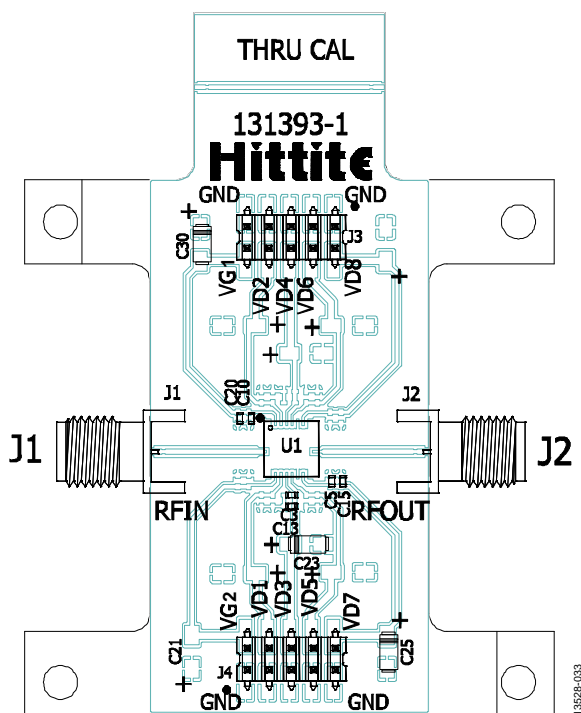 THRU CAL
131393-1
Hittite
GND
GND
+
C30
J3
VG1
VD2
VD4
VD6
VD8
+
+
+
+
C20
C10
J1
J2
J1
U1
J2
RFIN
RFOUT
C5
C15
C13
+
C23
+
+
VG2
VD1
VD3
VD5
VD7
+
C21
C25
J4
+
GND
GND
13528-033